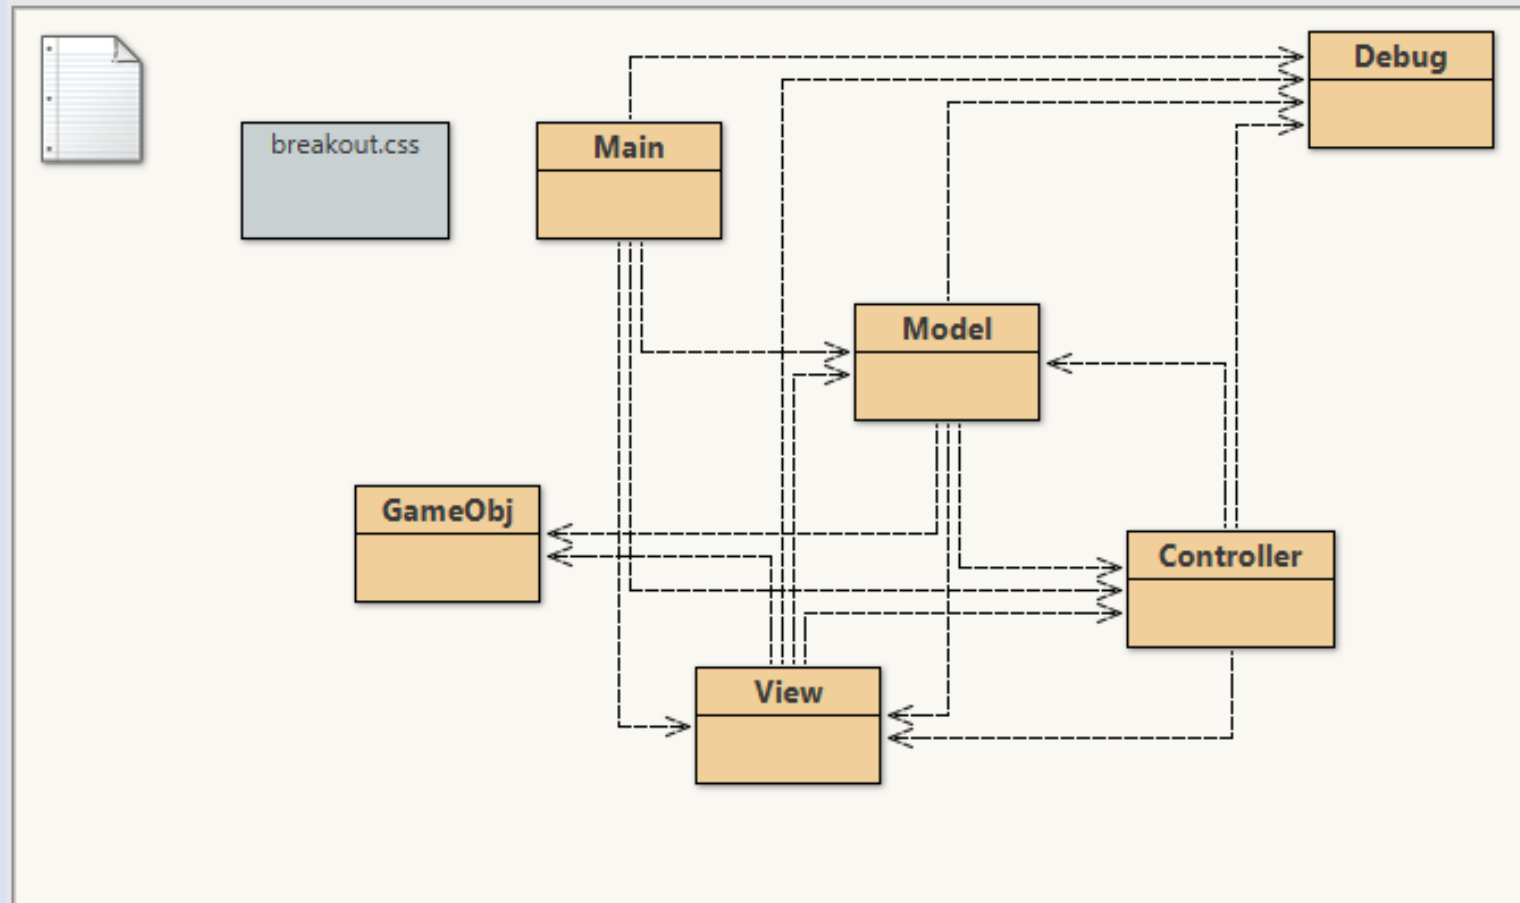 Debug
breakout.css
Main
Model
GameObj
Controller
View